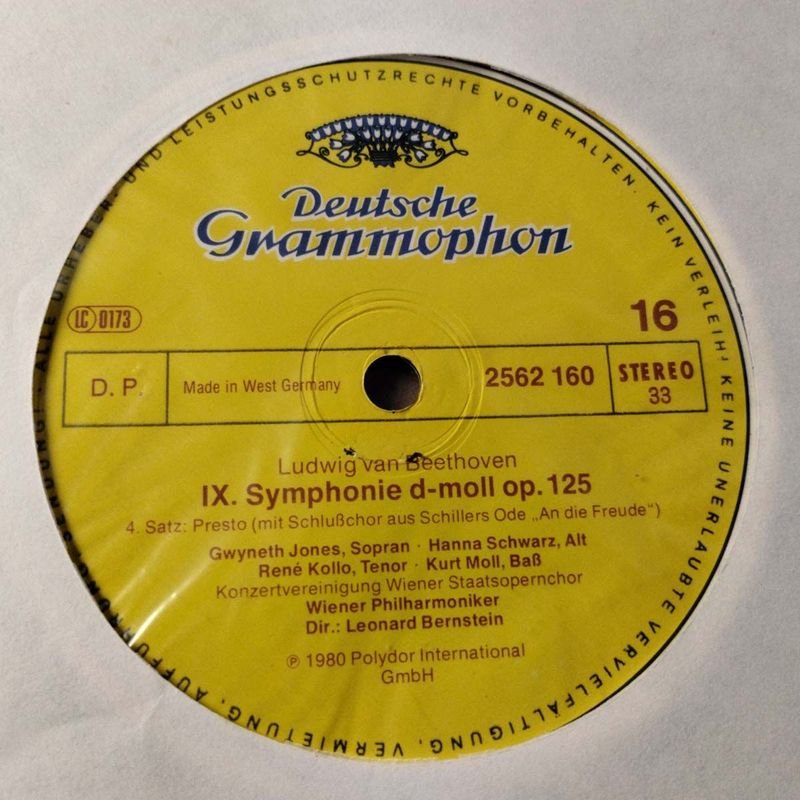 Deutsche
Grammophon
LC 0173
16
D. P.
Made in West Germany
2562 160
STEREO
33
Ludwig van Beethoven
IX. Symphonie d-moll op. 125
4. Satz: Presto (mit Schlußchor aus Schillers Ode „An die Freude“)
Gwyneth Jones, Sopran · Hanna Schwarz, Alt
René Kollo, Tenor · Kurt Moll, Baß
Konzertvereinigung Wiener Staatsopernchor
Wiener Philharmoniker
Dir.: Leonard Bernstein
℗ 1980 Polydor International
GmbH
ALLE URHEBER- UND LEISTUNGSSCHUTZRECHTE VORBEHALTEN. KEIN VERLEIH! KEINE UNERLAUBTE VERVIELFÄLTIGUNG, VERMIETUNG,